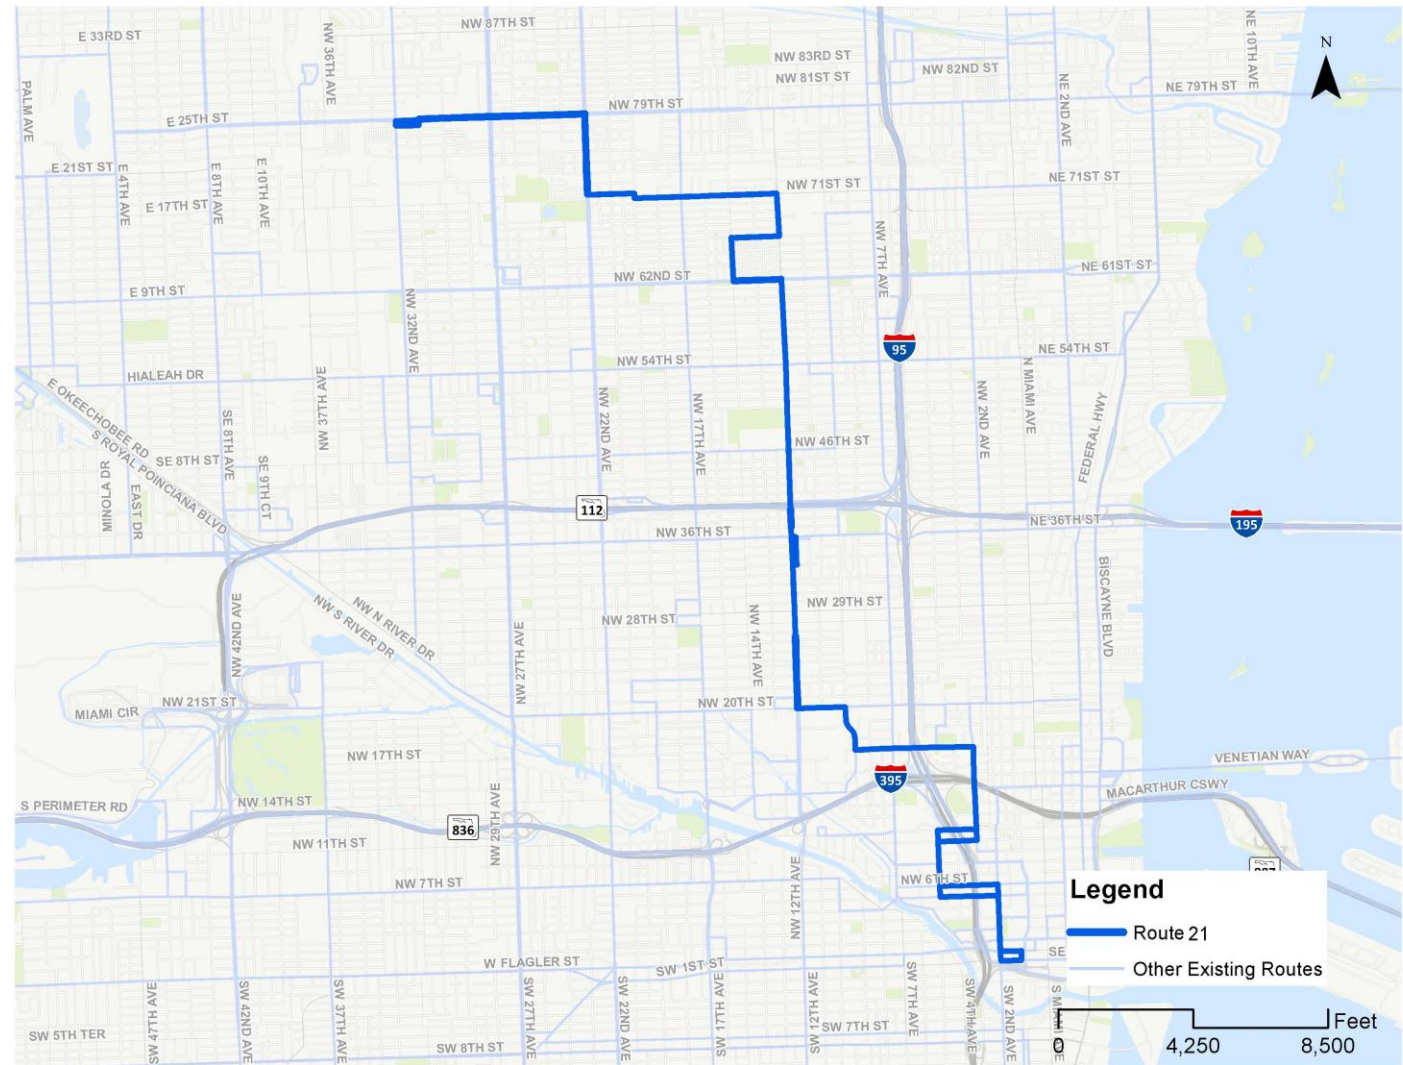 NW 87TH ST
E 33RD ST
NW 36TH AVE
NE 10TH AVE
N
NW 83RD ST
NW 82ND ST
NW 81ST ST
PALM AVE
NE 2ND AVE
NE 79TH ST
NW 79TH ST
E 25TH ST
E 21ST ST
E 4TH AVE
E 8TH AVE
E 10TH AVE
NE 71ST ST
NW 71ST ST
E 17TH ST
NW 7TH AVE
NE 61ST ST
NW 62ND ST
E 9TH ST
NW 32ND AVE
95
NE 54TH ST
NW 54TH ST
HIALEAH DR
NW 37TH AVE
N MIAMI AVE
E OKEECHOBEE RD
NW 22ND AVE
NW 17TH AVE
NW 2ND AVE
FEDERAL HWY
SE 8TH AVE
S ROYAL POINCIANA BLVD
NW 46TH ST
SE 8TH ST
SE 9TH CT
MINOLA DR
EAST DR
112
NE 36TH ST
195
NW 36TH ST
BISCAYNE BLVD
NW 42ND AVE
NW N RIVER DR
NW S RIVER DR
NW 29TH ST
NW 28TH ST
NW 14TH AVE
NW 27TH AVE
NW 21ST ST
NW 20TH ST
MIAMI CIR
NW 17TH ST
VENETIAN WAY
395
MACARTHUR CSWY
S PERIMETER RD
NW 14TH ST
NW 29TH AVE
836
NW 11TH ST
NW 12TH AVE
NW 7TH ST
NW 6TH ST
Legend
Route 21
SE
W FLAGLER ST
SW 1ST ST
Other Existing Routes
SW 47TH AVE
SW 42ND AVE
SW 37TH AVE
SW 27TH AVE
SW 22ND AVE
SW 17TH AVE
SW 12TH AVE
SW 7TH AVE
SW 4TH AVE
SW 2ND AVE
S MIAMI
SW 5TH TER
SW 7TH ST
SW 8TH ST
Feet
0 4,250 8,500